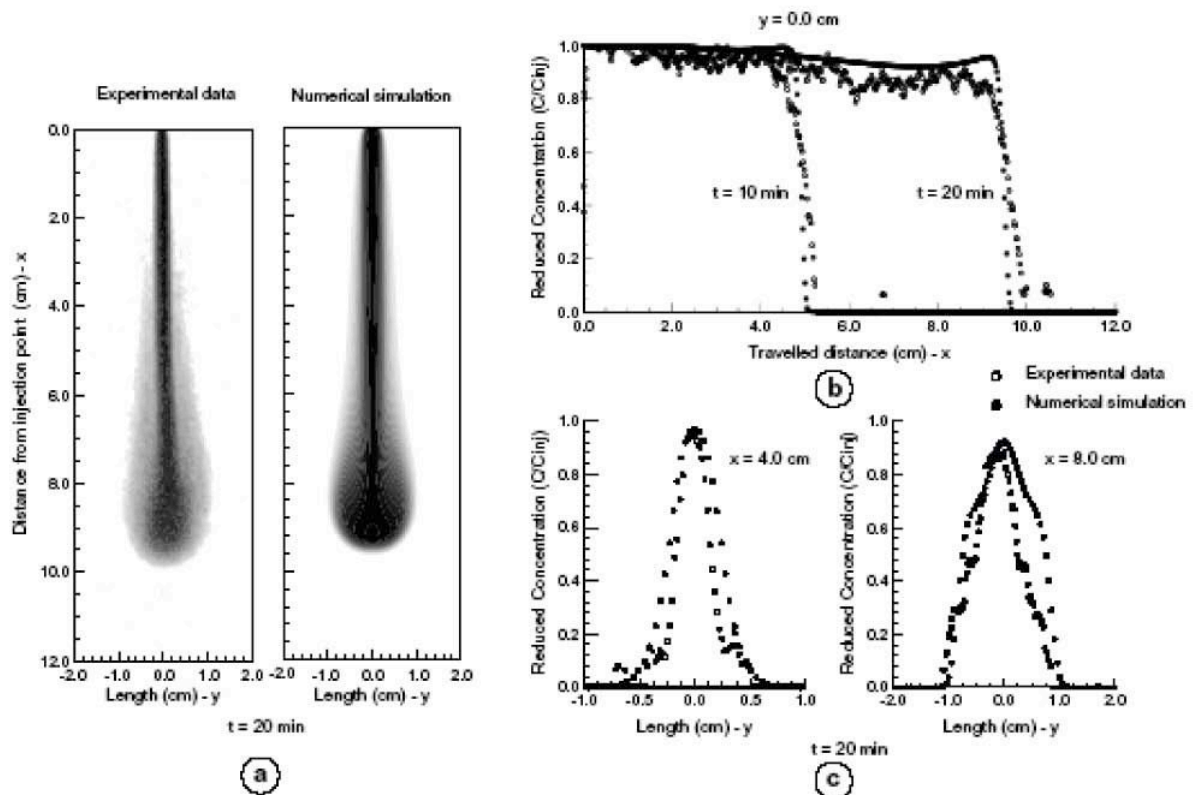 Experimental data
Numerical simulation
0.0
2.0
4.0
6.0
8.0
10.0
12.0
Distance from injection point (cm) - x
-2.0 -1.0 0.0 1.0 2.0
-2.0 -1.0 0.0 1.0 2.0
Length (cm) - y
Length (cm) - y
t = 20 min
a
y = 0.0 cm
1.0
0.8
0.6
0.4
0.2
0.0
Reduced Concentration (C/Cinj)
t = 10 min
t = 20 min
0.0 2.0 4.0 6.0 8.0 10.0 12.0
Travelled distance (cm) - x
b
Experimental data
Numerical simulation
1.0
0.8
0.6
0.4
0.2
0.0
Reduced Concentration (C/Cinj)
x = 4.0 cm
-1.0 -0.5 0.0 0.5 1.0
Length (cm) - y
1.0
0.8
0.6
0.4
0.2
0.0
Reduced Concentration (C/Cinj)
x = 8.0 cm
-2.0 -1.0 0.0 1.0 2.0
Length (cm) - y
t = 20 min
c